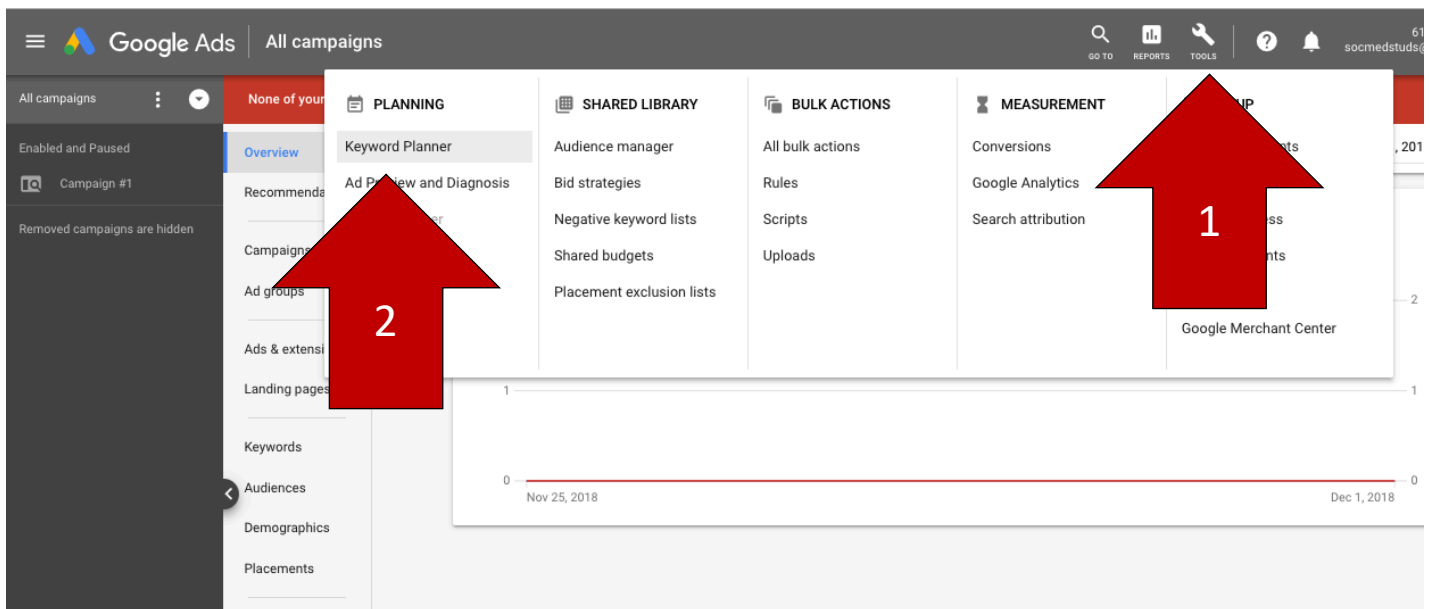 Google Ads All campaigns
GO TO REPORTS TOOLS
61
socmedstuds@
All campaigns
Enabled and Paused
Campaign #1
Removed campaigns are hidden
None of your
Overview
Recommenda
Campaigns
Ad groups
Ads & extensi
Landing pages
Keywords
Audiences
Demographics
Placements
PLANNING
Keyword Planner
Ad Preview and Diagnosis
SHARED LIBRARY
Audience manager
Bid strategies
Negative keyword lists
Shared budgets
Placement exclusion lists
BULK ACTIONS
All bulk actions
Rules
Scripts
Uploads
MEASUREMENT
Conversions
Google Analytics
Search attribution
Google Merchant Center
1
2
, 201
2
1 1
0 0
Nov 25, 2018 Dec 1, 2018